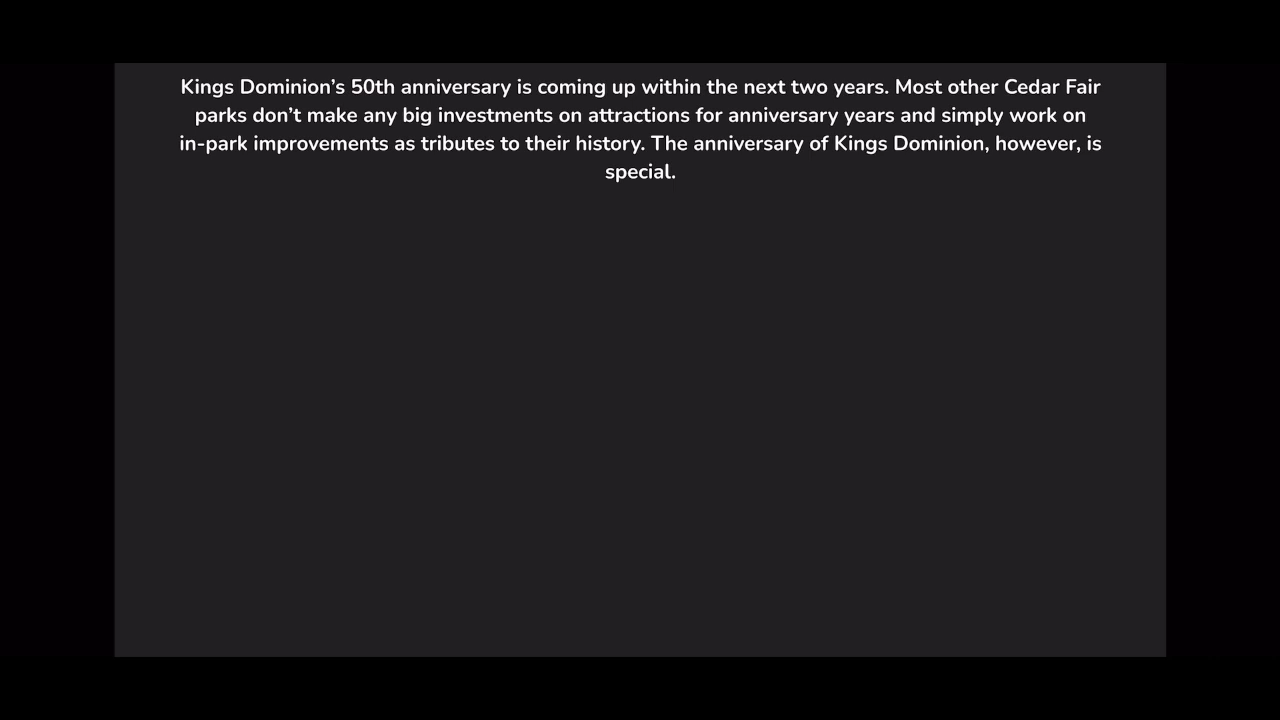 Kings Dominion’s 50th anniversary is coming up within the next two years. Most other Cedar Fair
parks don’t make any big investments on attractions for anniversary years and simply work on
in-park improvements as tributes to their history. The anniversary of Kings Dominion, however, is
special.